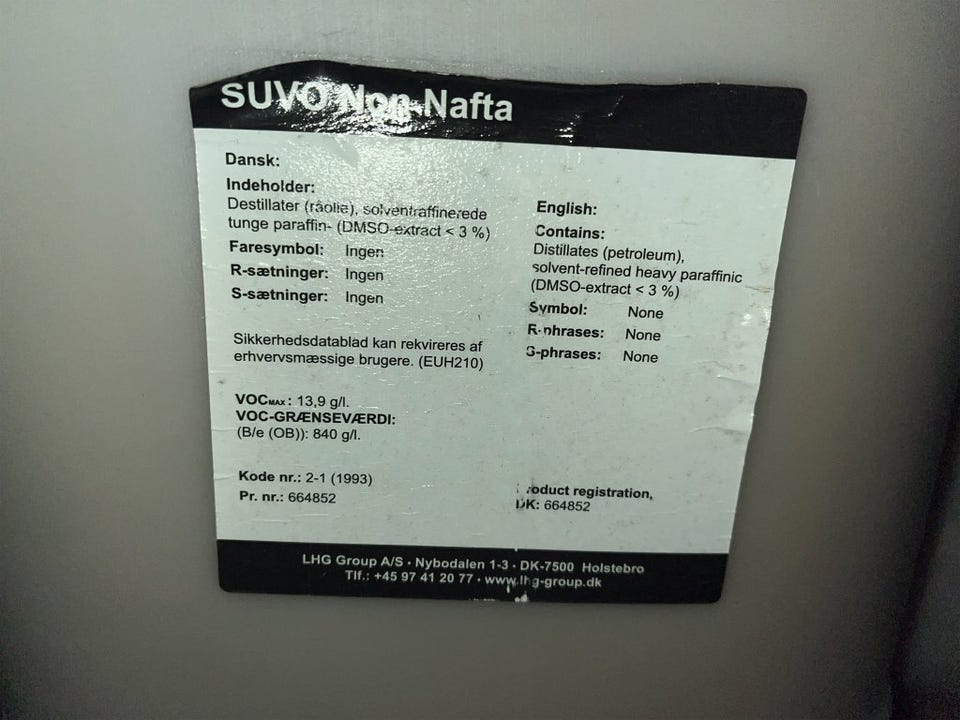 SUVO Non-Nafta
Dansk:
Indeholder:
Destillater (råolie), solventraffinerede
tunge paraffin- (DMSO-extract < 3 %)
Faresymbol: Ingen
R-sætninger: Ingen
S-sætninger: Ingen
Sikkerhedsdatablad kan rekvireres af
erhvervsmæssige brugere. (EUH210)
VOCMAX: 13,9 g/l.
VOC-GRÆNSEVÆRDI:
(B/e (OB)): 840 g/l.
Kode nr.: 2-1 (1993)
Pr. nr.: 664852
English:
Contains:
Distillates (petroleum),
solvent-refined heavy paraffinic
(DMSO-extract < 3 %)
Symbol: None
R-phrases: None
S-phrases: None
Product registration,
DK: 664852
LHG Group A/S · Nybodalen 1-3 · DK-7500 Holstebro
Tlf.: +45 97 41 20 77 · www.lhg-group.dk